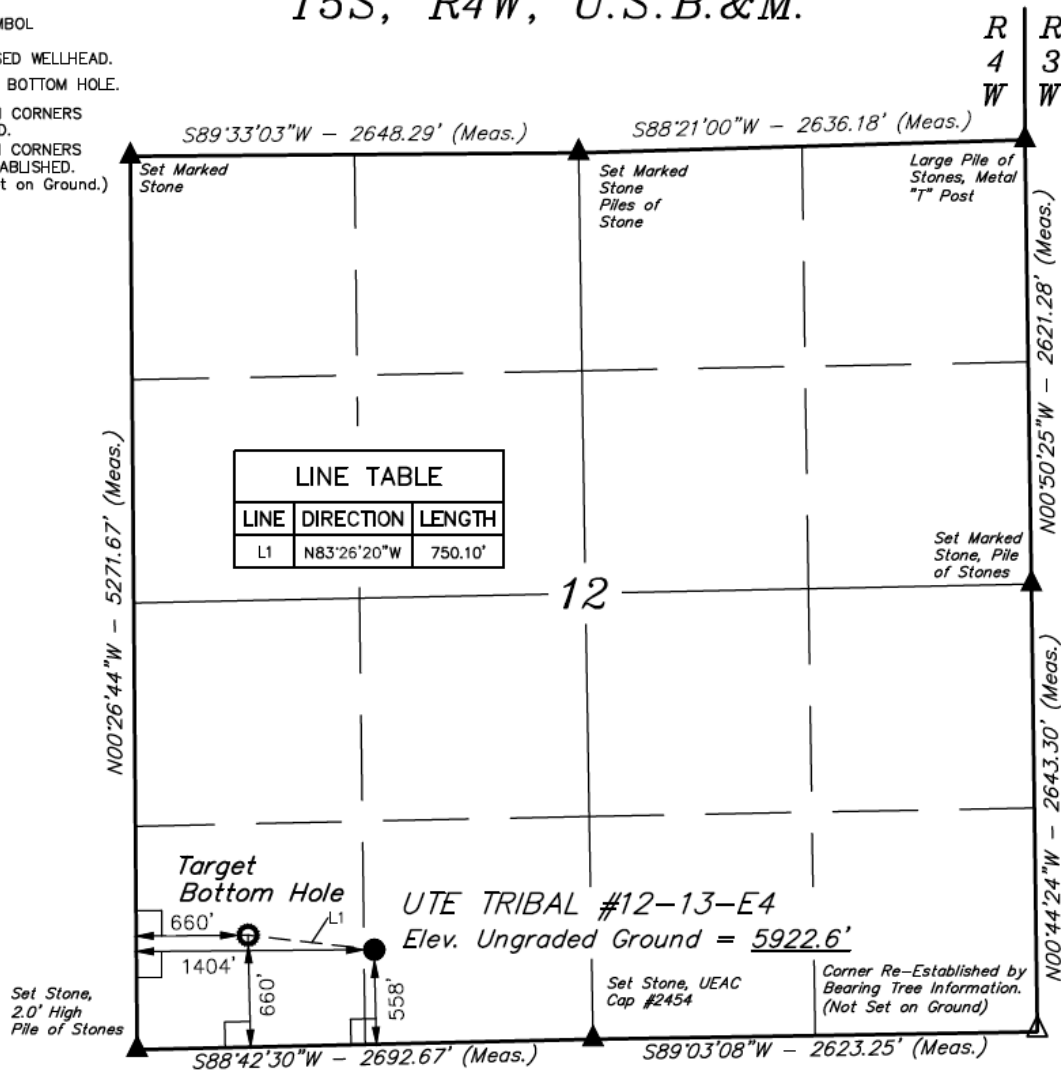 T5S, R4W, U.S.B.&M.
R
4
W
R
3
W
BOTTOM HOLE.
CORNERS
CORNERS
t on Ground.)
S89°33'03"W - 2648.29' (Meas.)
S88°21'00"W - 2636.18' (Meas.)
Set Marked
Stone
Set Marked
Stone
Piles of
Stone
Large Pile of
Stones, Metal
"T" Post
N00°50'25"W - 2621.28' (Meas.)
N00°26'44"W - 5271.67' (Meas.)
LINE TABLE
LINE DIRECTION LENGTH
L1 N83°26'20"W 750.10'
Set Marked
Stone, Pile
of Stones
12
N00°44'24"W - 2643.30' (Meas.)
Target
Bottom Hole
L1
660'
1404'
660'
558'
UTE TRIBAL #12-13-E4
Elev. Ungraded Ground = 5922.6'
Set Stone,
2.0' High
Pile of Stones
Set Stone, UEAC
Cap #2454
Corner Re-Established by
Bearing Tree Information.
(Not Set on Ground)
S88°42'30"W - 2692.67' (Meas.)
S89°03'08"W - 2623.25' (Meas.)